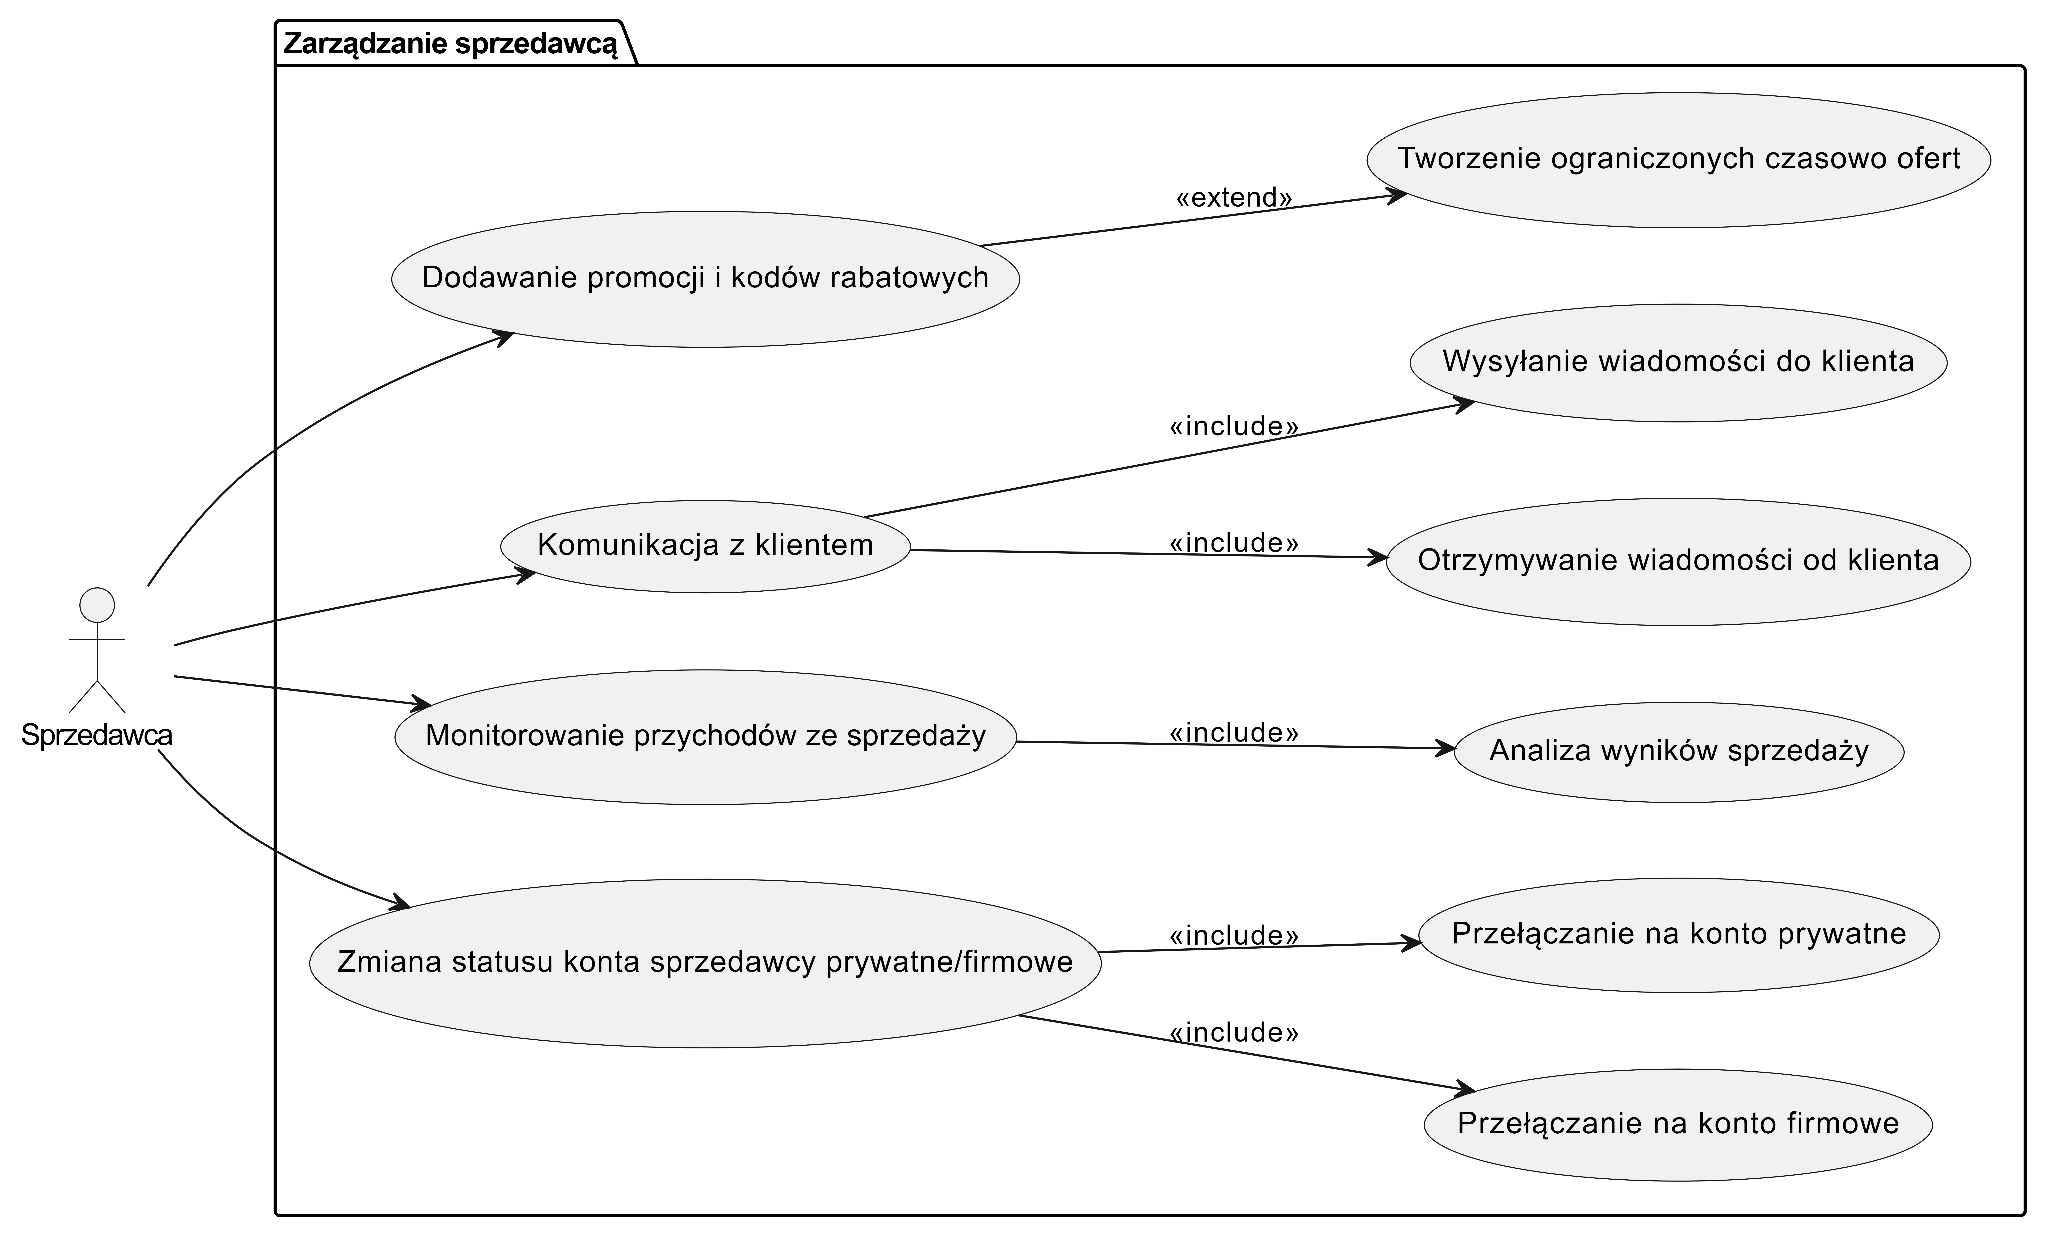 Zarządzanie sprzedawcą
Tworzenie ograniczonych czasowo ofert
«extend»
Dodawanie promocji i kodów rabatowych
Wysyłanie wiadomości do klienta
«include»
Komunikacja z klientem
«include»
Otrzymywanie wiadomości od klienta
Sprzedawca
Monitorowanie przychodów ze sprzedaży
«include»
Analiza wyników sprzedaży
Zmiana statusu konta sprzedawcy prywatne/firmowe
«include»
Przełączanie na konto prywatne
«include»
Przełączanie na konto firmowe